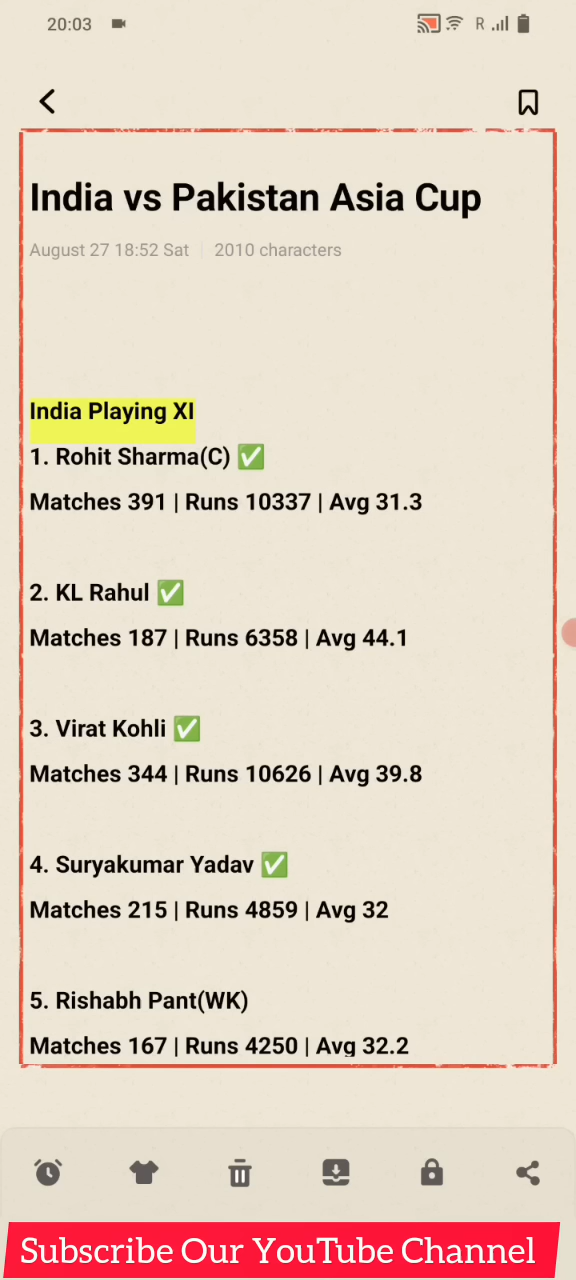 20:03
R
India vs Pakistan Asia Cup
August 27 18:52 Sat | 2010 characters
India Playing XI
1. Rohit Sharma(C) ✅
Matches 391 | Runs 10337 | Avg 31.3
2. KL Rahul ✅
Matches 187 | Runs 6358 | Avg 44.1
3. Virat Kohli ✅
Matches 344 | Runs 10626 | Avg 39.8
4. Suryakumar Yadav ✅
Matches 215 | Runs 4859 | Avg 32
5. Rishabh Pant(WK)
Matches 167 | Runs 4250 | Avg 32.2
Subscribe Our YouTube Channel